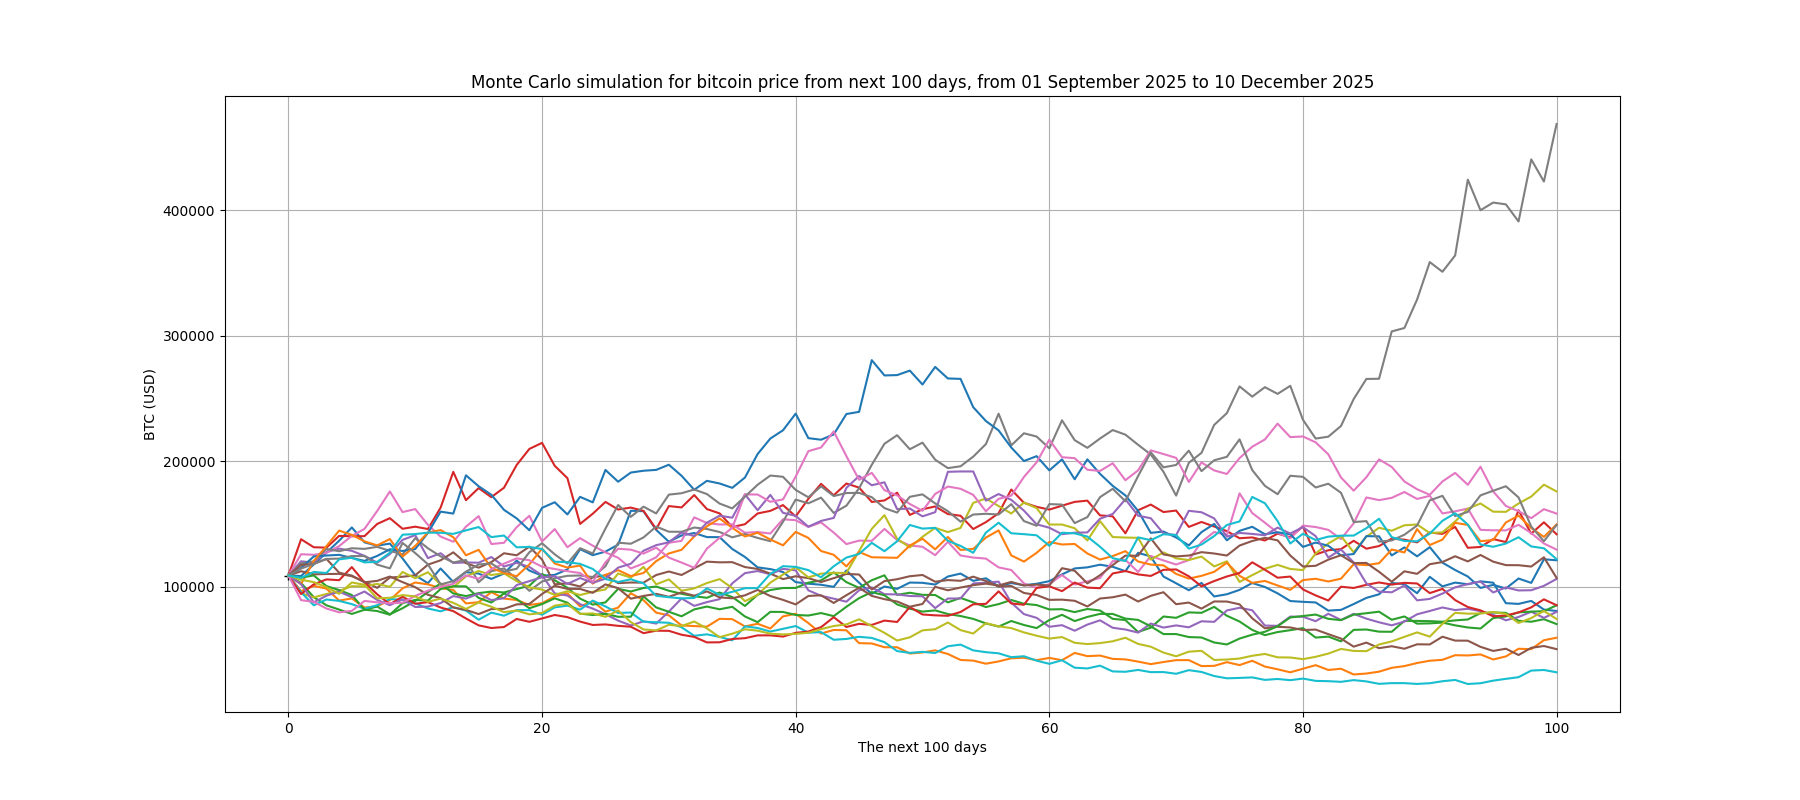 Monte Carlo simulation for bitcoin price from next 100 days, from 01 September 2025 to 10 December 2025
400000
300000
200000
100000
BTC (USD)
0 20 40 60 80 100
The next 100 days